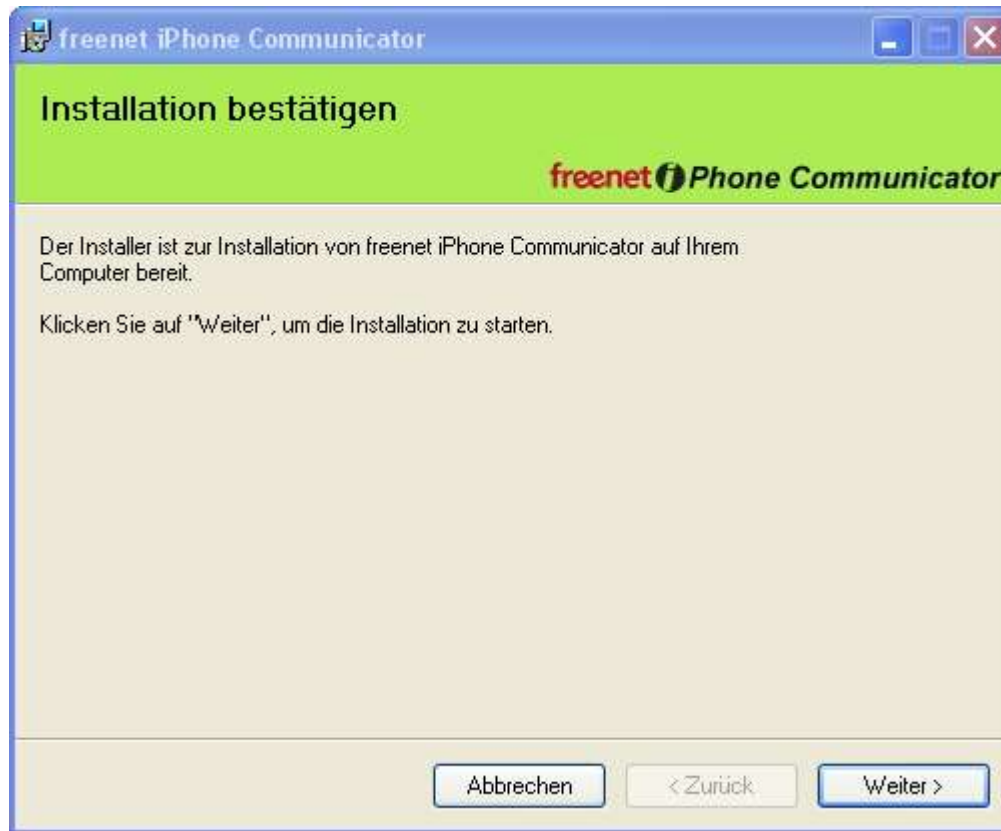 freenet iPhone Communicator
Installation bestätigen
freenet iPhone Communicator
Der Installer ist zur Installation von freenet iPhone Communicator auf Ihrem
Computer bereit.
Klicken Sie auf "Weiter", um die Installation zu starten.
Abbrechen
< Zurück
Weiter >